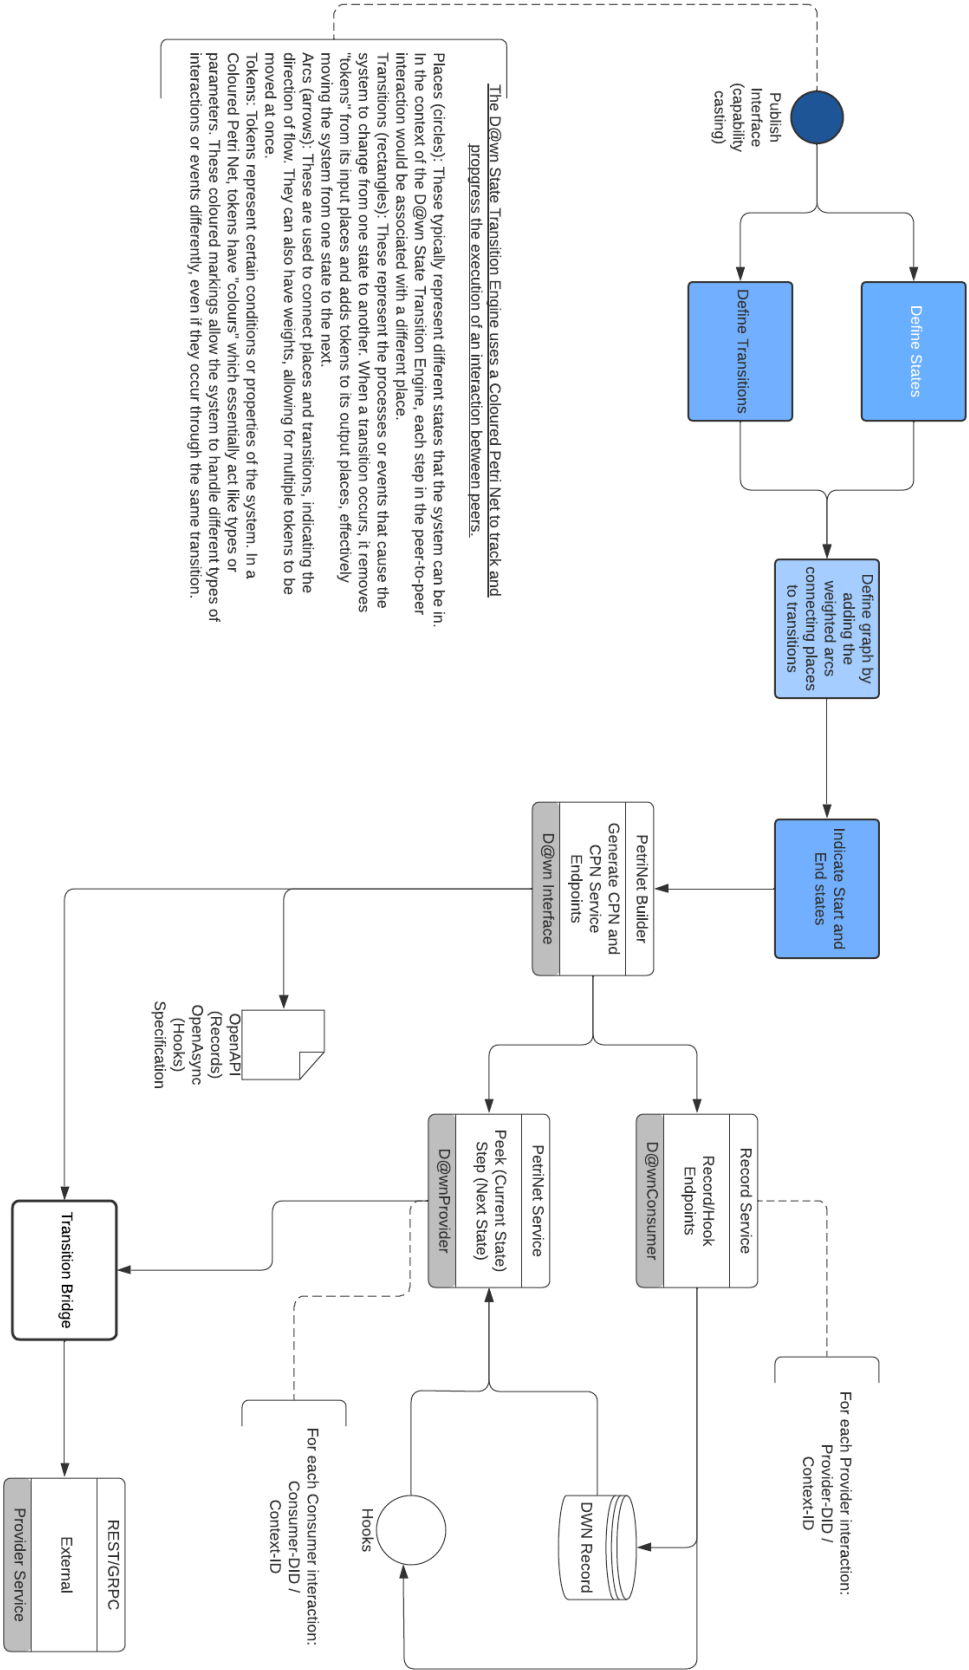 Publish
Interface
(capability
casting)
Define States
Define Transitions
Define graph by
adding the
weighted arcs
connecting places
to transitions
Indicate Start and
End states
The D@wn State Transition Engine uses a Coloured Petri Net to track and
propgress the execution of an interaction between peers.
Places (circles): These typically represent different states that the system can be in.
In the context of the D@wn State Transition Engine, each step in the peer-to-peer
interaction would be associated with a different place.
Transitions (rectangles): These represent the processes or events that cause the
system to change from one state to another. When a transition occurs, it removes
"tokens" from its input places and adds tokens to its output places, effectively
moving the system from one state to the next.
Arcs (arrows): These are used to connect places and transitions, indicating the
direction of flow. They can also have weights, allowing for multiple tokens to be
moved at once.
Tokens: Tokens represent certain conditions or properties of the system. In a
Coloured Petri Net, tokens have "colours" which essentially act like types or
parameters. These coloured markings allow the system to handle different types of
interactions or events differently, even if they occur through the same transition.
PetriNet Builder
Generate CPN and
CPN Service
Endpoints
D@wn Interface
OpenAPI
(Records)
OpenAsync
(Hooks)
Specification
Record Service
Record/Hook
Endpoints
D@wnConsumer
PetriNet Service
Peek (Current State)
Step (Next State)
D@wnProvider
Transition Bridge
For each Provider interaction:
Provider-DID /
Context-ID
DWN Record
Hooks
For each Consumer interaction:
Consumer-DID /
Context-ID
REST/GRPC
External
Provider Service